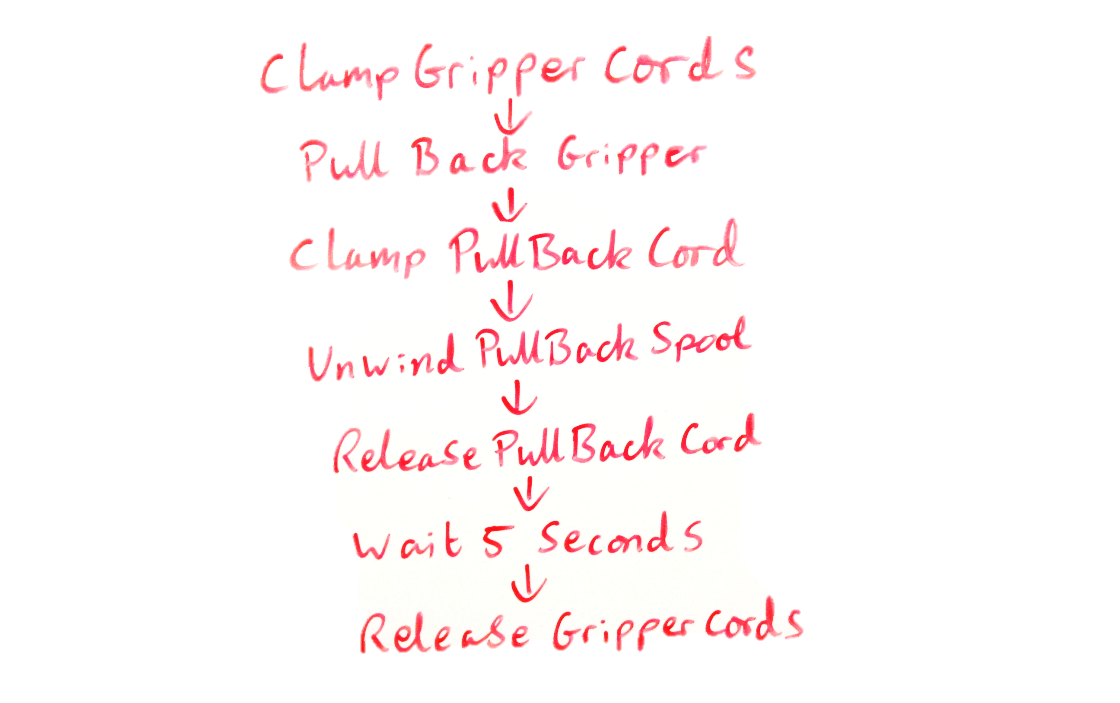 Clamp Gripper Cords
↓
Pull Back Gripper
↓
Clamp PullBack Cord
↓
Unwind PullBack Spool
↓
Release PullBack Cord
↓
Wait 5 Seconds
↓
Release Gripper Cords